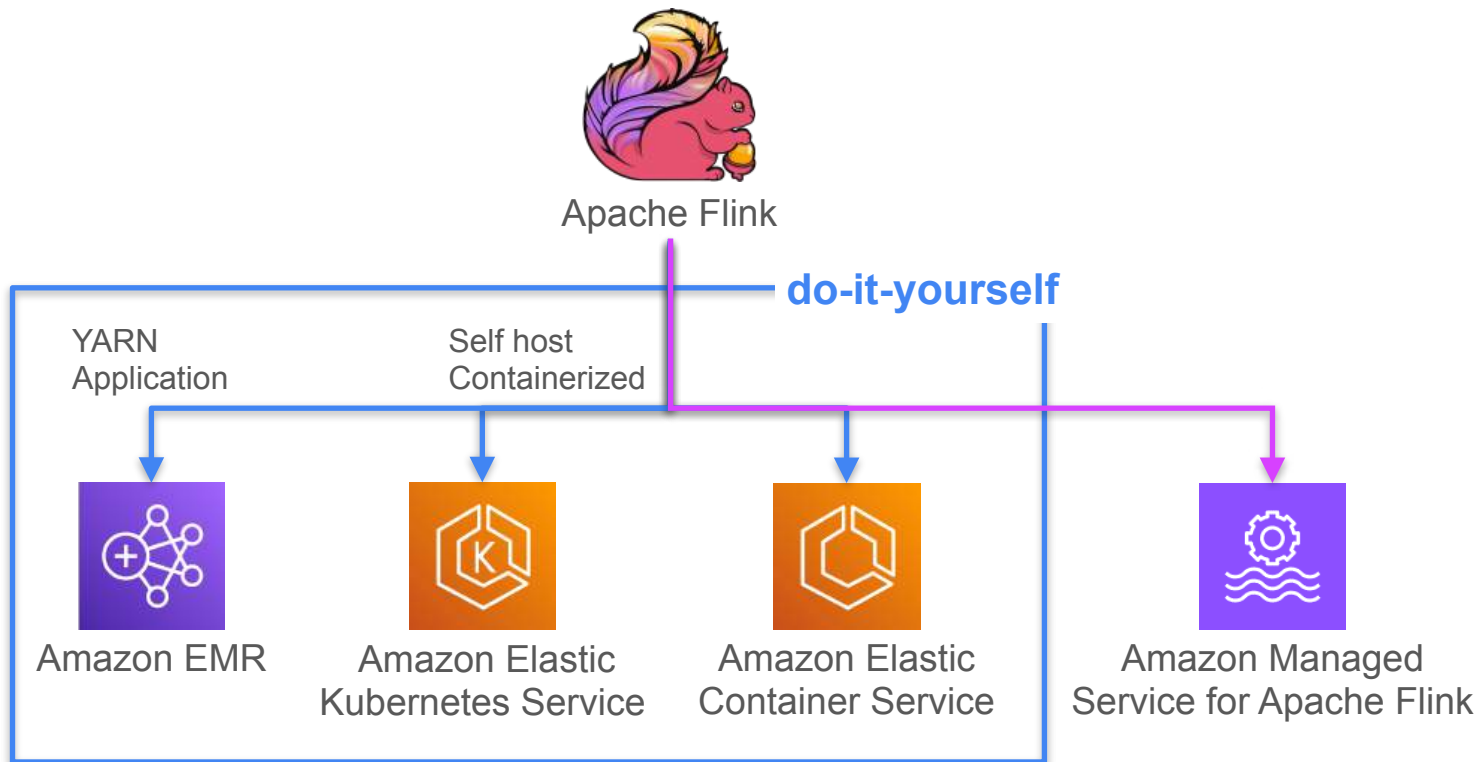 Apache Flink
do-it-yourself
YARN
Application
Self host
Containerized
K
Amazon EMR
Amazon Elastic
Kubernetes Service
Amazon Elastic
Container Service
Amazon Managed
Service for Apache Flink